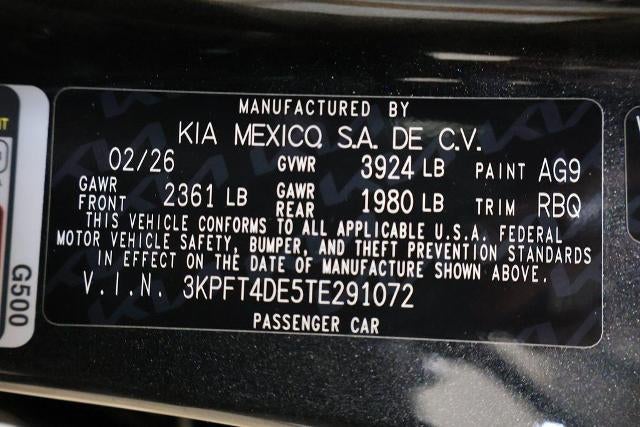 MANUFACTURED BY
KIA MEXICO S.A. DE C.V.
02/26 GVWR 3924 LB PAINT AG9
GAWR FRONT 2361 LB GAWR REAR 1980 LB TRIM RBQ
THIS VEHICLE CONFORMS TO ALL APPLICABLE U.S.A. FEDERAL
MOTOR VEHICLE SAFETY, BUMPER, AND THEFT PREVENTION STANDARDS
IN EFFECT ON THE DATE OF MANUFACTURE SHOWN ABOVE.
V.I.N. 3KPFT4DE5TE291072
PASSENGER CAR
G500